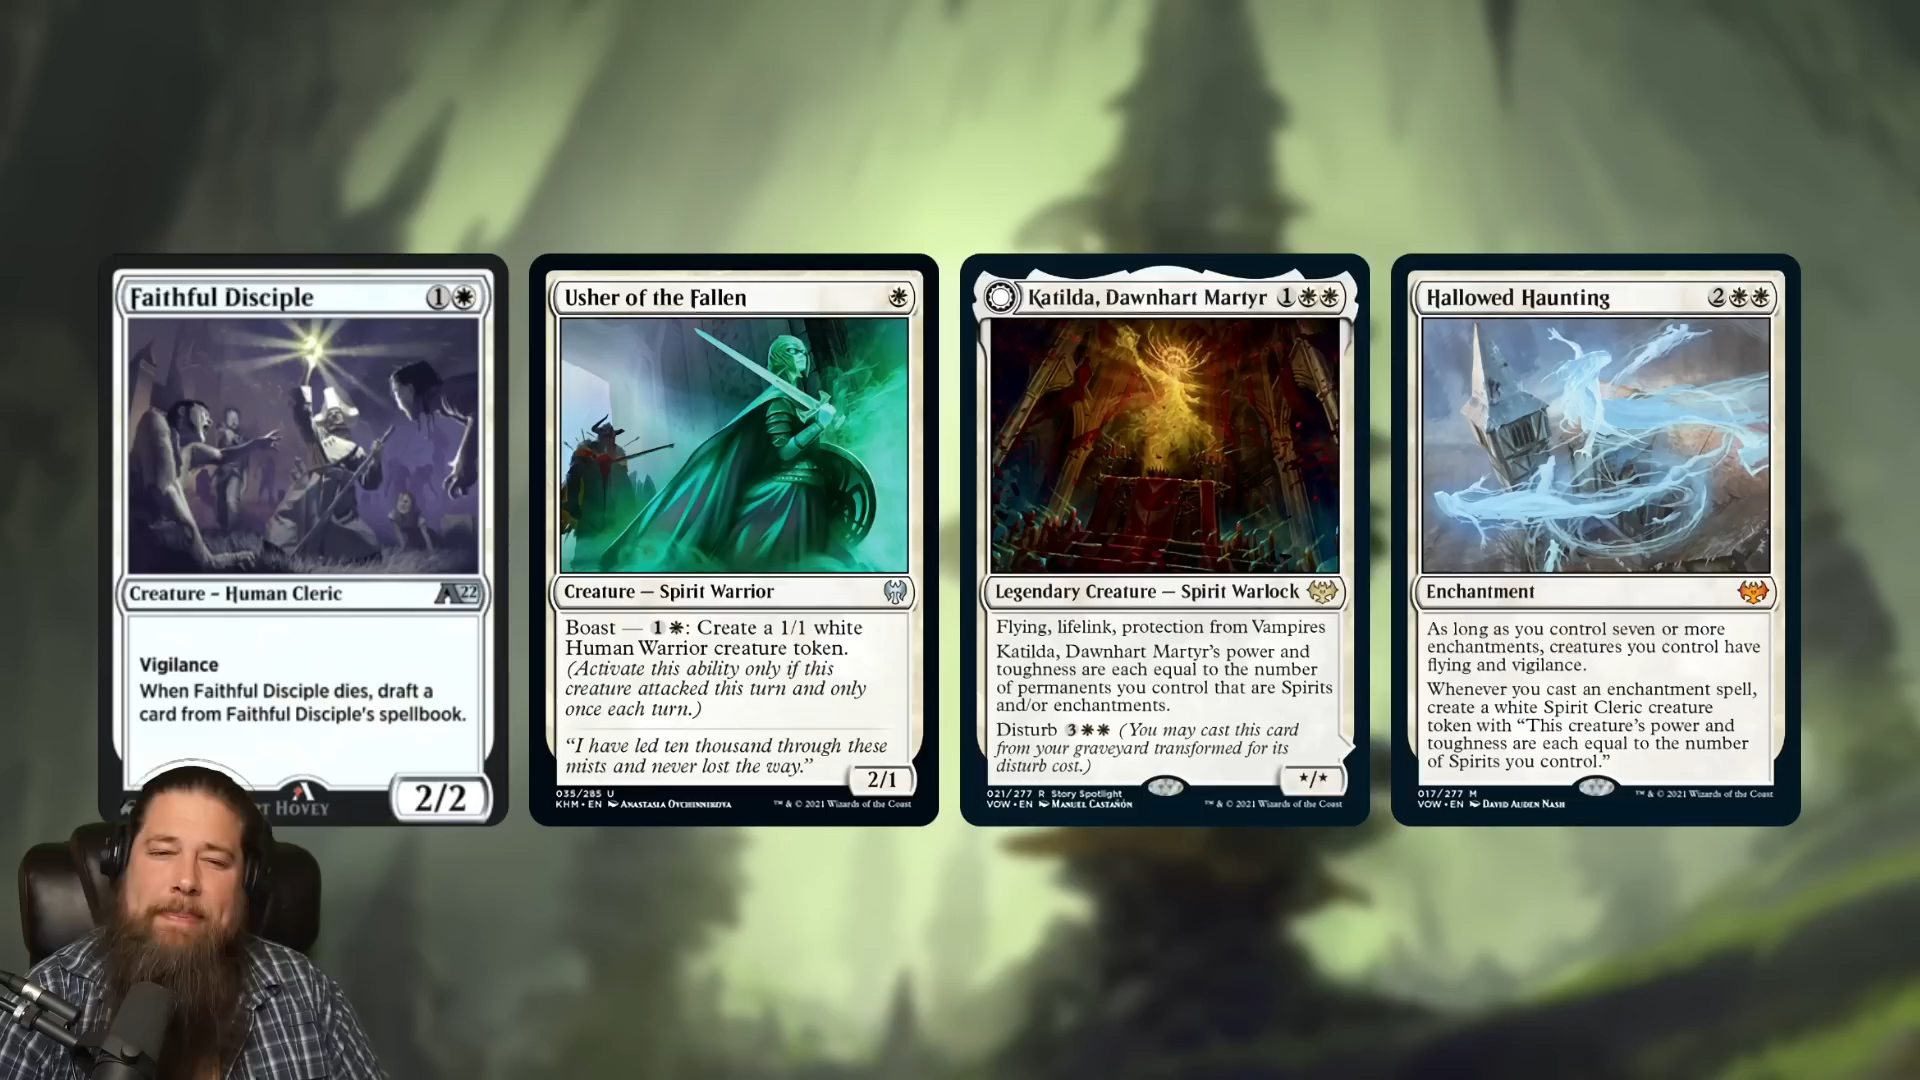 Faithful Disciple 1
Creature – Human Cleric A22
Vigilance
When Faithful Disciple dies, draft a
card from Faithful Disciple's spellbook.
RT HOVEY
2/2
Usher of the Fallen
Creature — Spirit Warrior
Boast — 1: Create a 1/1 white
Human Warrior creature token.
(Activate this ability only if this
creature attacked this turn and only
once each turn.)
“I have led ten thousand through these
mists and never lost the way.”
2/1
035/285 U
KHM • EN Anastasia Ovchinnikova
™ & © 2021 Wizards of the Coast
Katilda, Dawnhart Martyr 1
Legendary Creature — Spirit Warlock
Flying, lifelink, protection from Vampires
Katilda, Dawnhart Martyr's power and
toughness are each equal to the number
of permanents you control that are Spirits
and/or enchantments.
Disturb 3 (You may cast this card
from your graveyard transformed for its
disturb cost.)
*/*
021/277 R Story Spotlight
VOW • EN Manuel Castañón
™ & © 2021 Wizards of the Coast
Hallowed Haunting 2
Enchantment
As long as you control seven or more
enchantments, creatures you control have
flying and vigilance.
Whenever you cast an enchantment spell,
create a white Spirit Cleric creature
token with “This creature's power and
toughness are each equal to the number
of Spirits you control.”
017/277 M
VOW • EN David Auden Nash
™ & © 2021 Wizards of the Coast